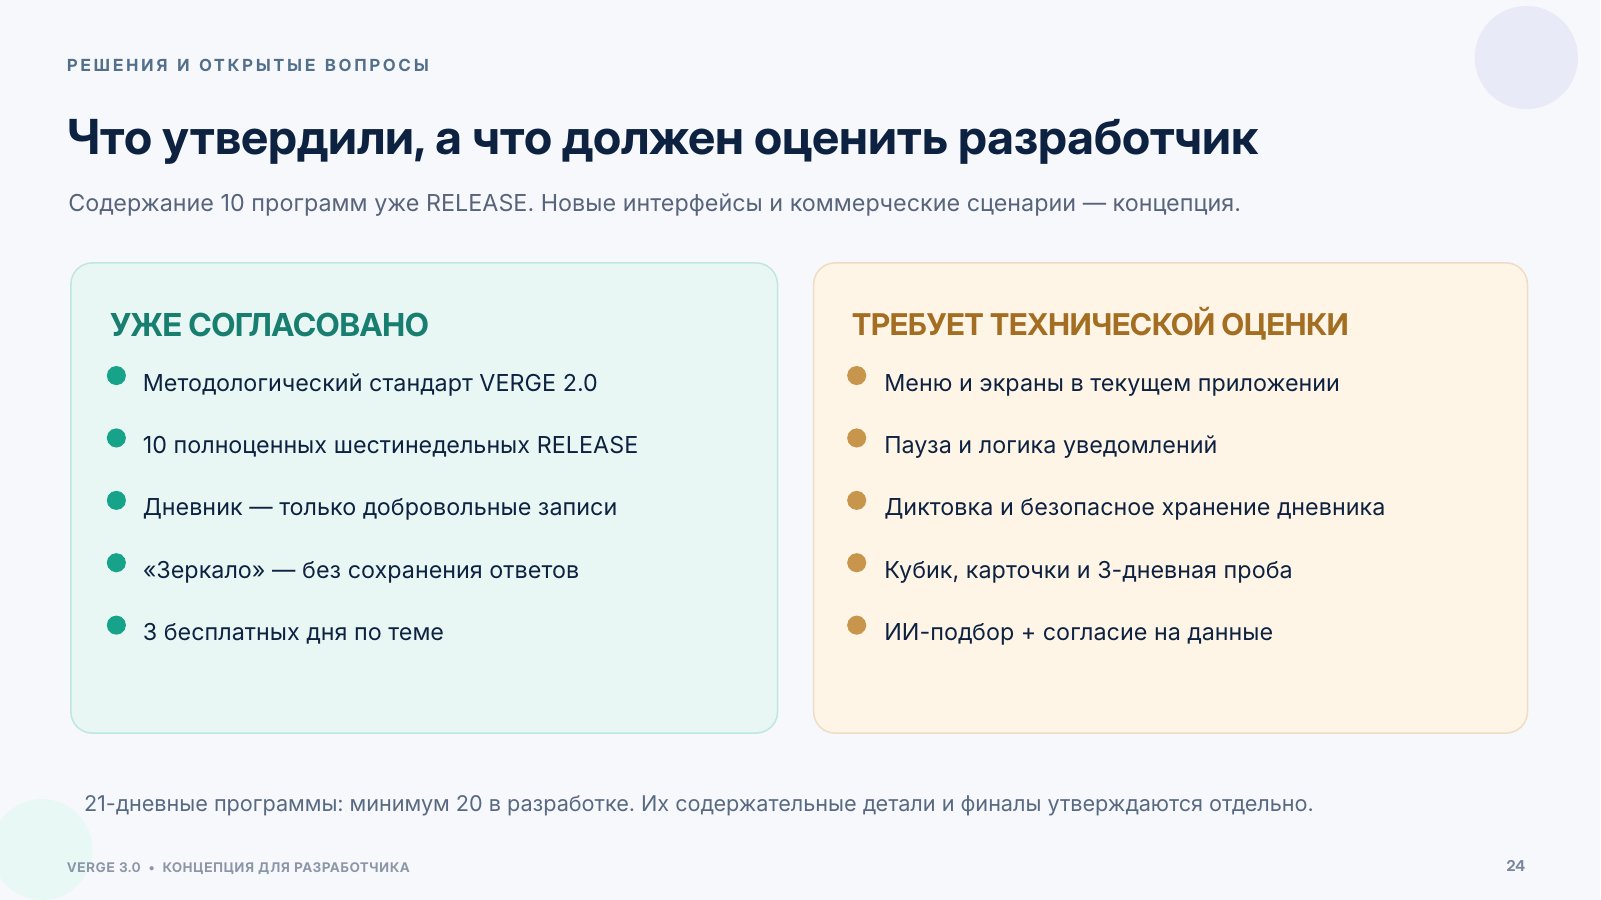 РЕШЕНИЯ И ОТКРЫТЫЕ ВОПРОСЫ
Что утвердили, а что должен оценить разработчик
Содержание 10 программ уже RELEASE. Новые интерфейсы и коммерческие сценарии — концепция.
УЖЕ СОГЛАСОВАНО
Методологический стандарт VERGE 2.0
10 полноценных шестинедельных RELEASE
Дневник — только добровольные записи
«Зеркало» — без сохранения ответов
3 бесплатных дня по теме
ТРЕБУЕТ ТЕХНИЧЕСКОЙ ОЦЕНКИ
Меню и экраны в текущем приложении
Пауза и логика уведомлений
Диктовка и безопасное хранение дневника
Кубик, карточки и 3-дневная проба
ИИ-подбор + согласие на данные
21-дневные программы: минимум 20 в разработке. Их содержательные детали и финалы утверждаются отдельно.
VERGE 3.0 • КОНЦЕПЦИЯ ДЛЯ РАЗРАБОТЧИКА
24